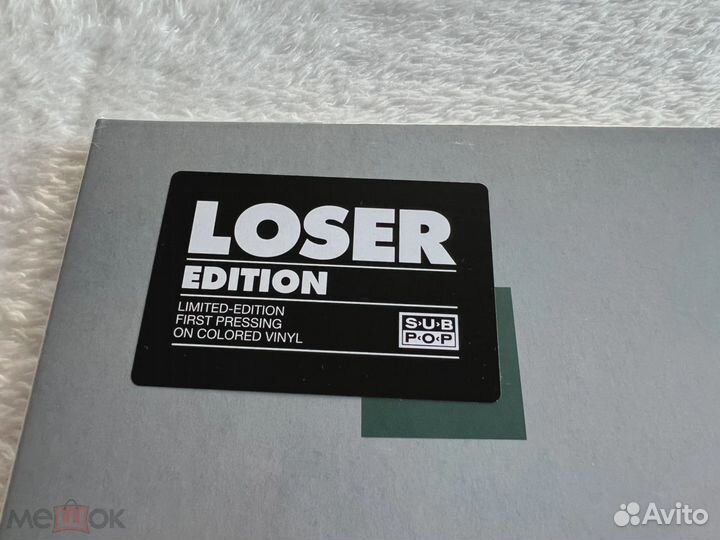 LOSER
EDITION
LIMITED-EDITION
FIRST PRESSING
ON COLORED VINYL
SUB
POP
мешок
Avito